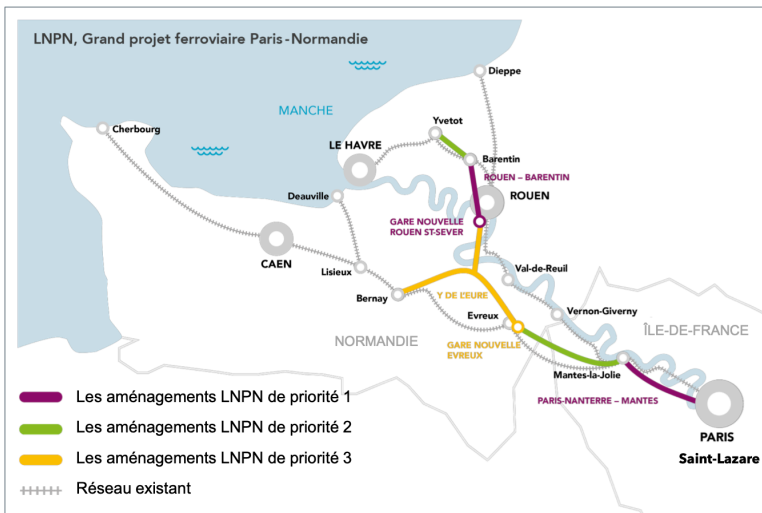 LNPN, Grand projet ferroviaire Paris-Normandie
Dieppe
MANCHE
Cherbourg
Yvetot
LE HAVRE
Barentin
ROUEN – BARENTIN
ROUEN
Deauville
GARE NOUVELLE
ROUEN ST-SEVER
CAEN
Lisieux
Val-de-Reuil
Bernay
Y DE L'EURE
Vernon-Giverny
Evreux
ÎLE-DE-FRANCE
NORMANDIE
GARE NOUVELLE
EVREUX
Mantes-la-Jolie
PARIS-NANTERRE – MANTES
PARIS
Saint-Lazare
Les aménagements LNPN de priorité 1
Les aménagements LNPN de priorité 2
Les aménagements LNPN de priorité 3
Réseau existant